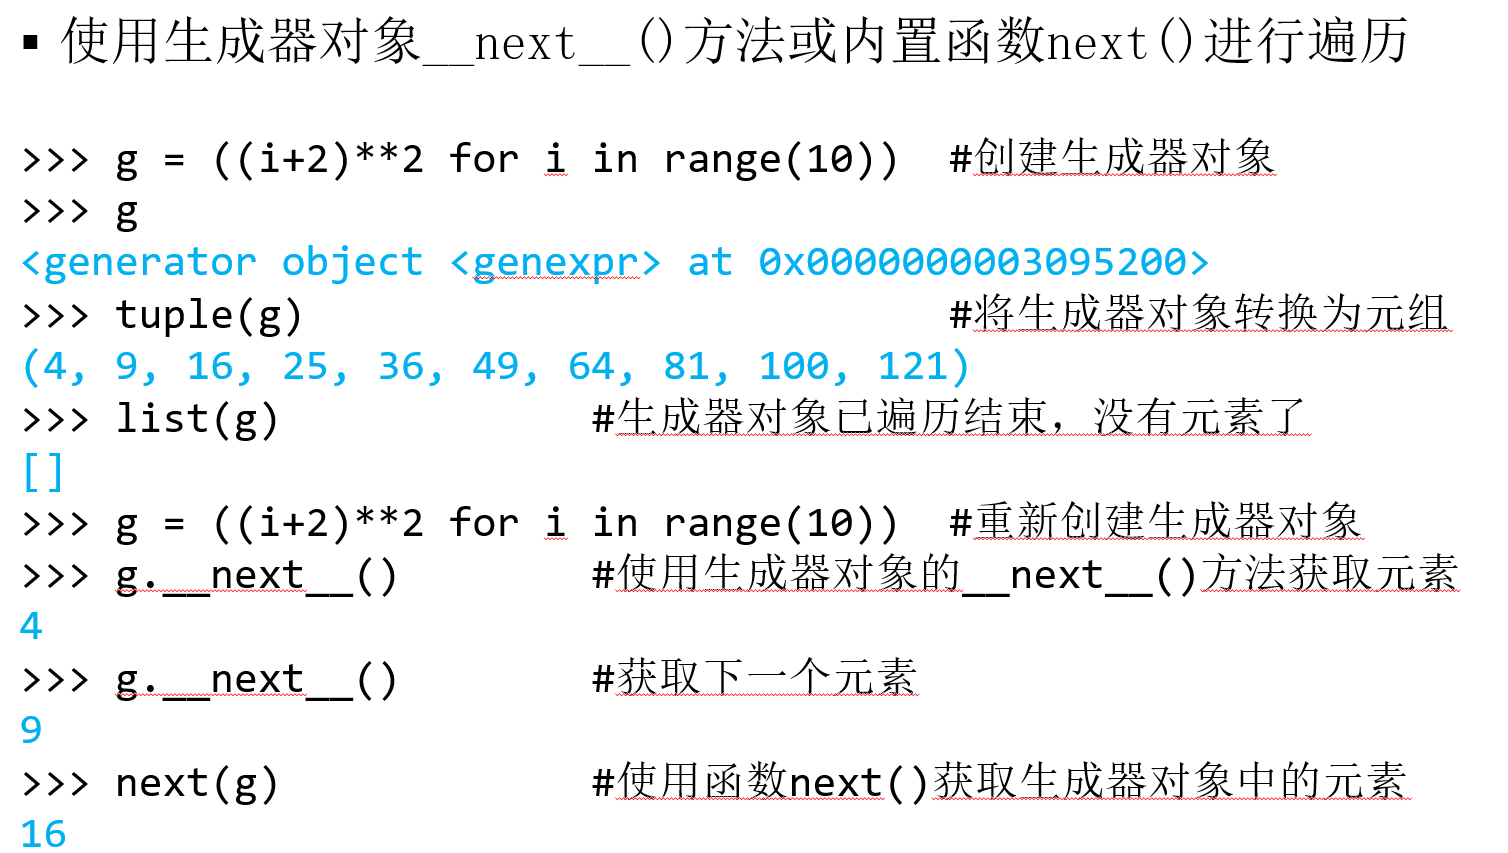 ▪ 使用生成器对象__next__()方法或内置函数next()进行遍历
>>> g = ((i+2)**2 for i in range(10))  #创建生成器对象
>>> g
<generator object <genexpr> at 0x0000000003095200>
>>> tuple(g)                           #将生成器对象转换为元组
(4, 9, 16, 25, 36, 49, 64, 81, 100, 121)
>>> list(g)             #生成器对象已遍历结束，没有元素了
[]
>>> g = ((i+2)**2 for i in range(10))  #重新创建生成器对象
>>> g.__next__()        #使用生成器对象的__next__()方法获取元素
4
>>> g.__next__()        #获取下一个元素
9
>>> next(g)             #使用函数next()获取生成器对象中的元素
16